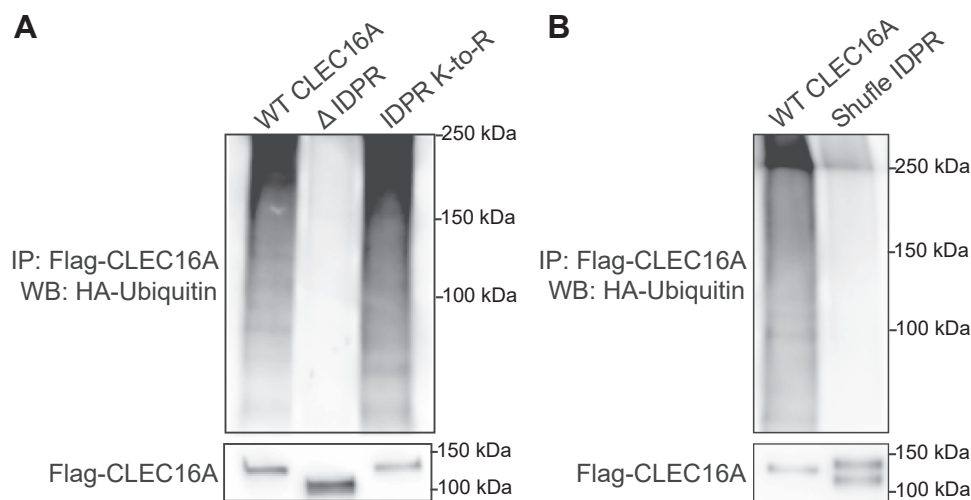 A
WT CLEC16A
Δ IDPR
IDPR K-to-R
250 kDa
150 kDa
100 kDa
IP: Flag-CLEC16A
WB: HA-Ubiquitin
150 kDa
100 kDa
Flag-CLEC16A
B
WT CLEC16A
Shufle IDPR
250 kDa
150 kDa
100 kDa
IP: Flag-CLEC16A
WB: HA-Ubiquitin
150 kDa
100 kDa
Flag-CLEC16A